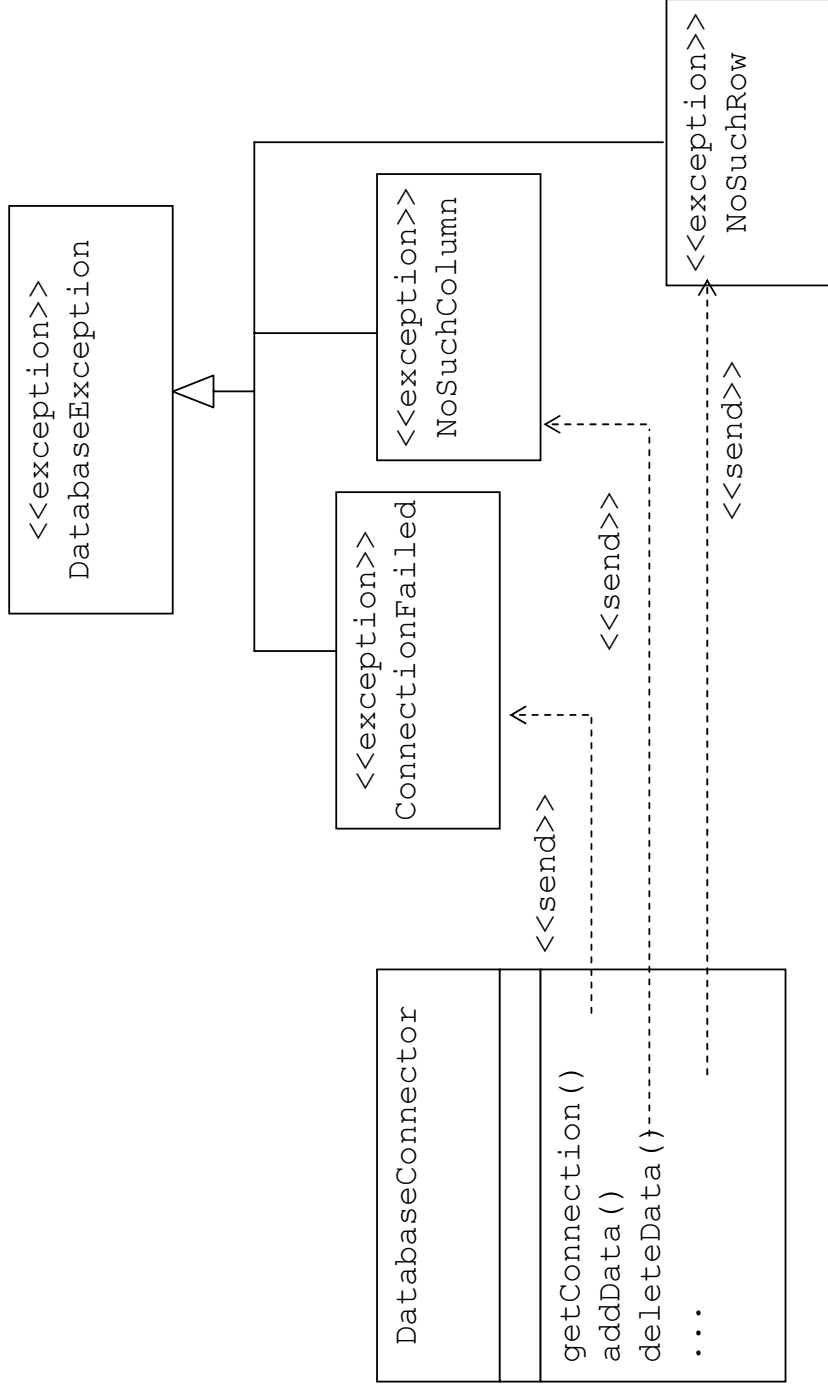 <<exception>>
DatabaseException
<<exception>>
ConnectionFailed
<<exception>>
NoSuchColumn
<<exception>>
NoSuchRow
DatabaseConnector
getConnection()
addData()
deleteData()
...
<<send>>
<<send>>
<<send>>